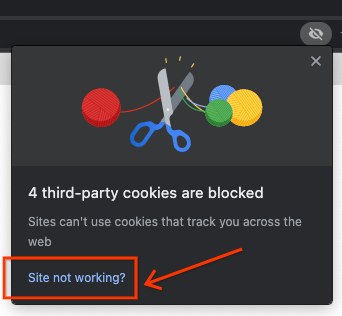 4 third-party cookies are blocked
Sites can't use cookies that track you across the
web
Site not working?